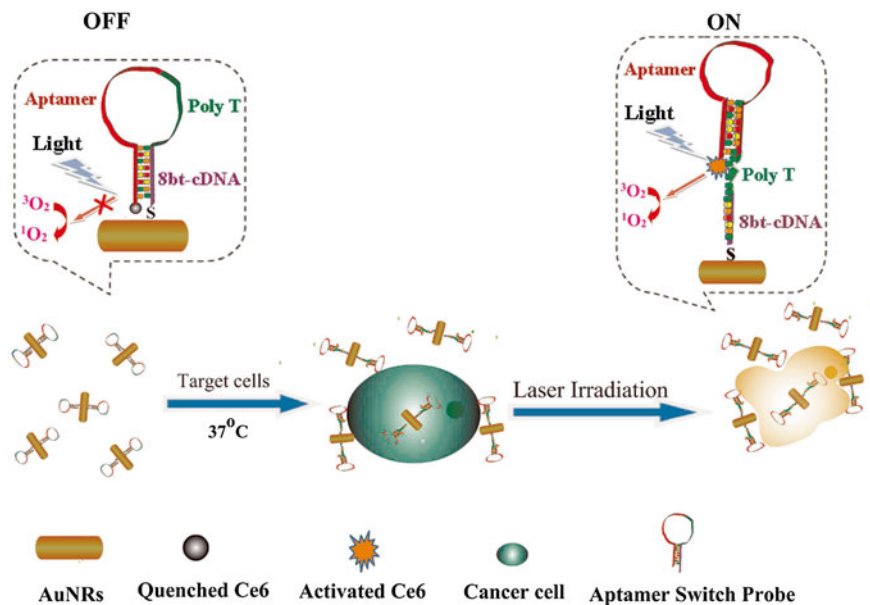 OFF
ON
Aptamer
Poly T
Light
8bt-cDNA
³O₂
¹O₂
S
Aptamer
Light
Poly T
³O₂
¹O₂
8bt-cDNA
S
Target cells
37⁰C
Laser Irradiation
AuNRs
Quenched Ce6
Activated Ce6
Cancer cell
Aptamer Switch Probe